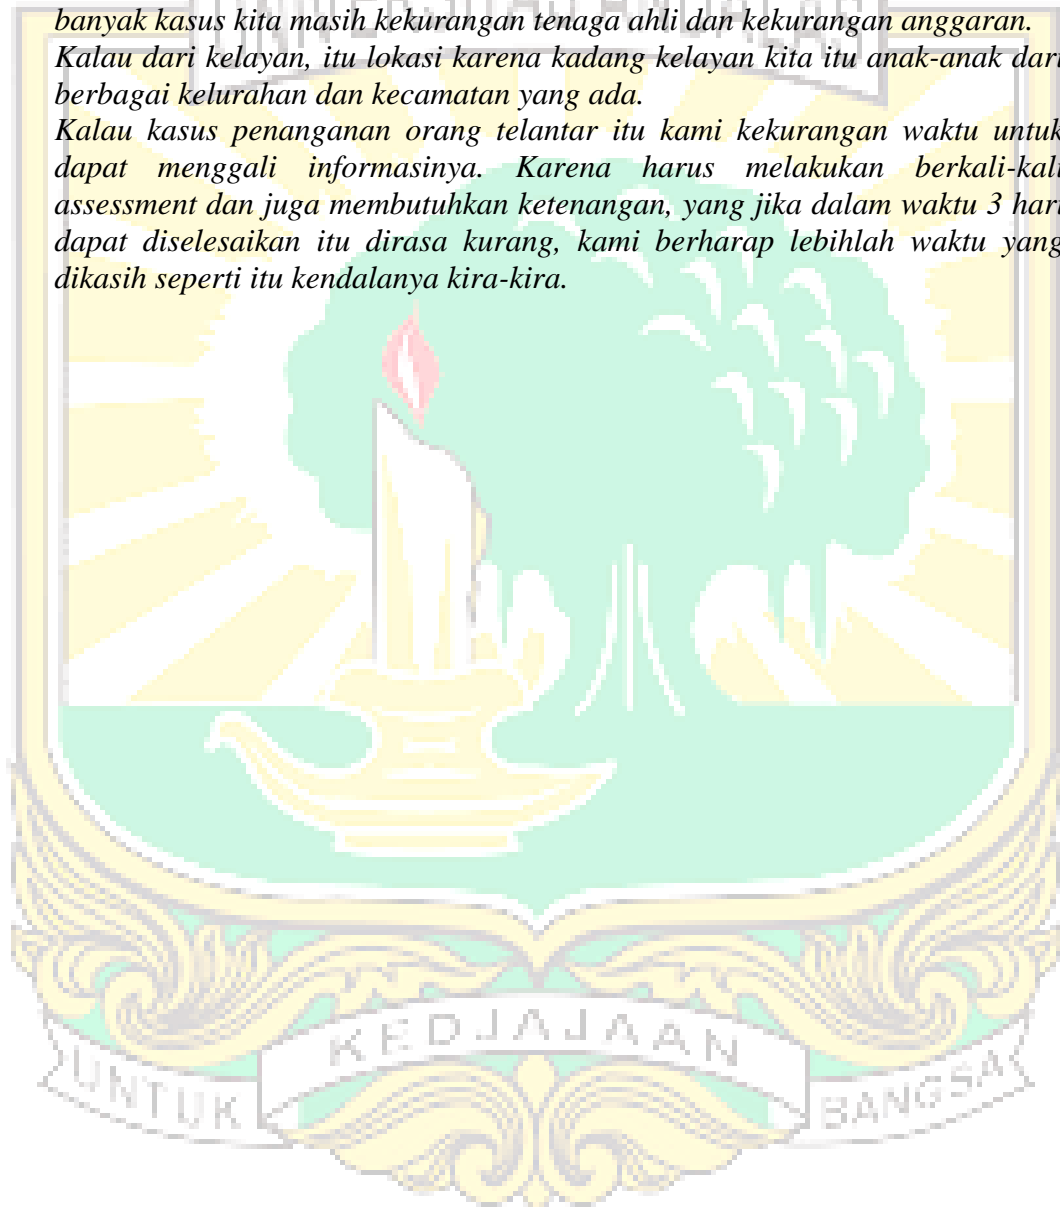 UNIVERSITAS ANDALAS
banyak kasus kita masih kekurangan tenaga ahli dan kekurangan anggaran.
Kalau dari kelayan, itu lokasi karena kadang kelayan kita itu anak-anak dari
berbagai kelurahan dan kecamatan yang ada.
Kalau kasus penanganan orang telantar itu kami kekurangan waktu untuk
dapat menggali informasinya. Karena harus melakukan berkali-kali
assessment dan juga membutuhkan ketenangan, yang jika dalam waktu 3 hari
dapat diselesaikan itu dirasa kurang, kami berharap lebihlah waktu yang
dikasih seperti itu kendalanya kira-kira.
UNTUK KEDJAJAAN BANGSA